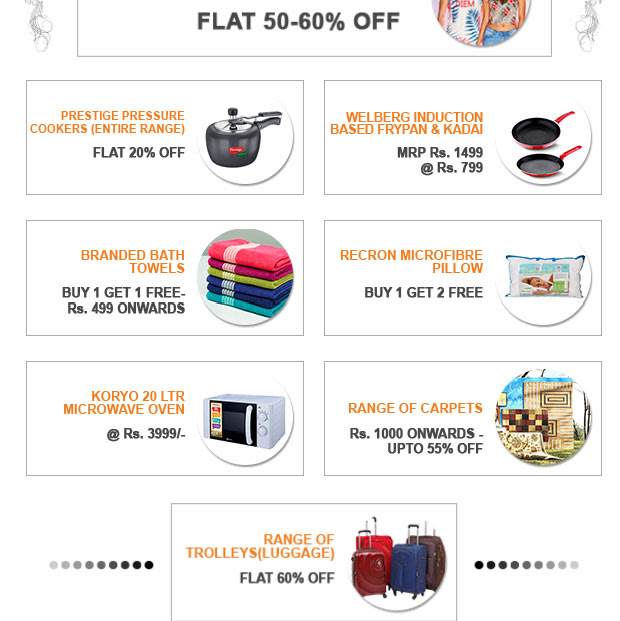 FLAT 50-60% OFF
PRESTIGE PRESSURE
COOKERS (ENTIRE RANGE)
FLAT 20% OFF
WELBERG INDUCTION
BASED FRYPAN & KADAI
MRP Rs. 1499
@ Rs. 799
BRANDED BATH
TOWELS
BUY 1 GET 1 FREE-
Rs. 499 ONWARDS
RECRON MICROFIBRE
PILLOW
BUY 1 GET 2 FREE
KORYO 20 LTR
MICROWAVE OVEN
@ Rs. 3999/-
RANGE OF CARPETS
Rs. 1000 ONWARDS -
UPTO 55% OFF
RANGE OF
TROLLEYS(LUGGAGE)
FLAT 60% OFF